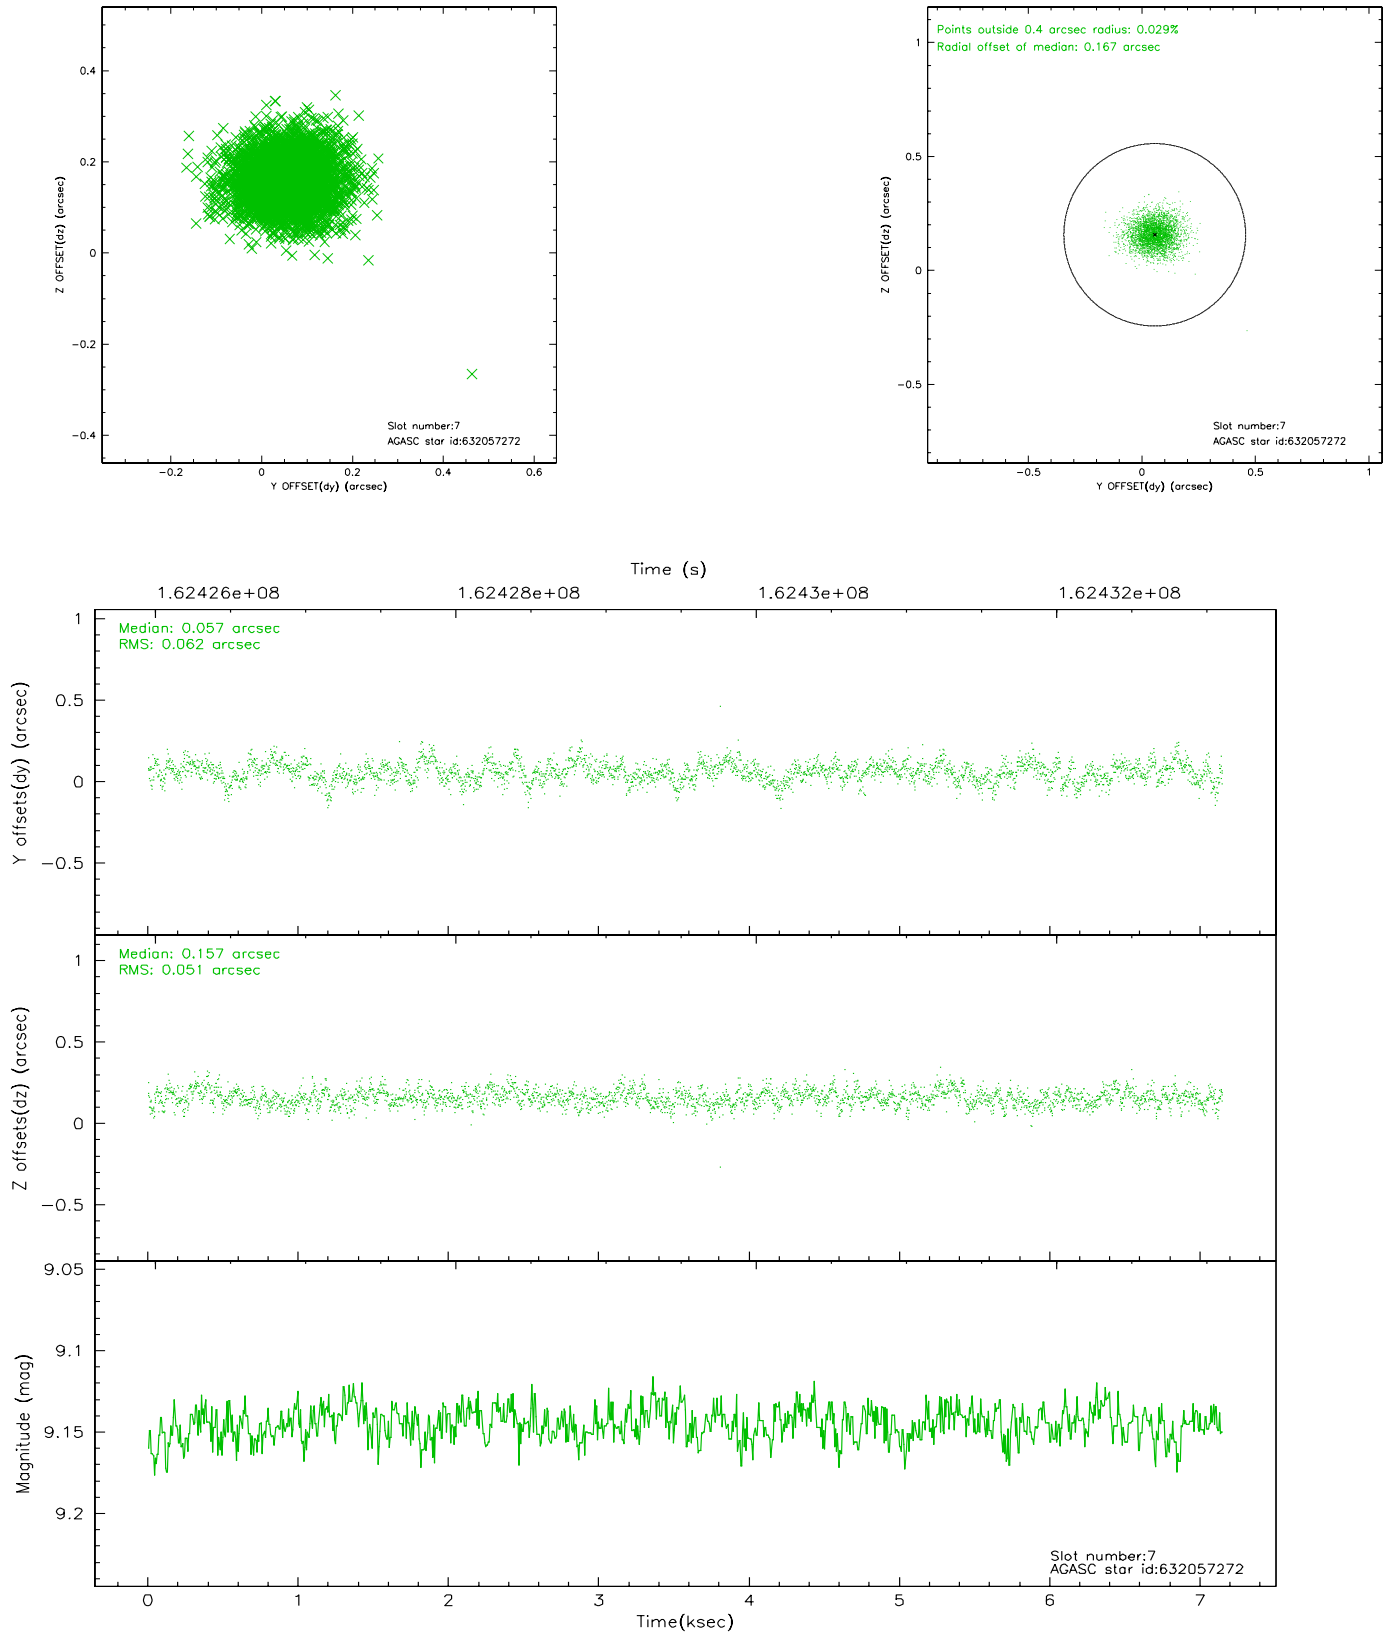 0.4
0.2
0
−0.2
−0.4
Z OFFSET(dz) (arcsec)
Slot number:7
AGASC star id:632057272
−0.2
0
0.2
0.4
0.6
Y OFFSET(dy) (arcsec)
Points outside 0.4 arcsec radius: 0.029%
Radial offset of median: 0.167 arcsec
1
0.5
0
−0.5
Z OFFSET(dz) (arcsec)
Slot number:7
AGASC star id:632057272
−0.5
0
0.5
1
Y OFFSET(dy) (arcsec)
Time (s)
1.62426e+08
1.62428e+08
1.6243e+08
1.62432e+08
Median: 0.057 arcsec
RMS: 0.062 arcsec
1
0.5
0
−0.5
Y offsets(dy) (arcsec)
Median: 0.157 arcsec
RMS: 0.051 arcsec
1
0.5
0
−0.5
Z offsets(dz) (arcsec)
9.05
9.1
9.15
9.2
Magnitude (mag)
Slot number:7
AGASC star id:632057272
0
1
2
3
4
5
6
7
Time(ksec)